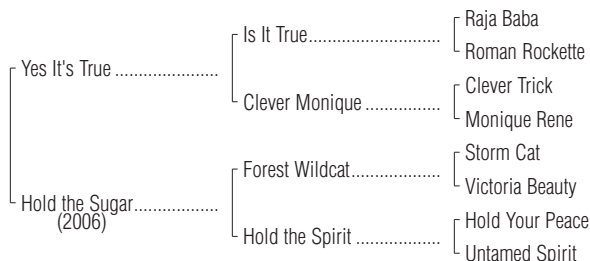 Raja Baba
Is It True..............................
Roman Rockette
Yes It's True .......................
Clever Trick
Clever Monique .................
Monique Rene
Storm Cat
Forest Wildcat....................
Victoria Beauty
Hold the Sugar...................
(2006)
Hold Your Peace
Hold the Spirit ...................
Untamed Spirit